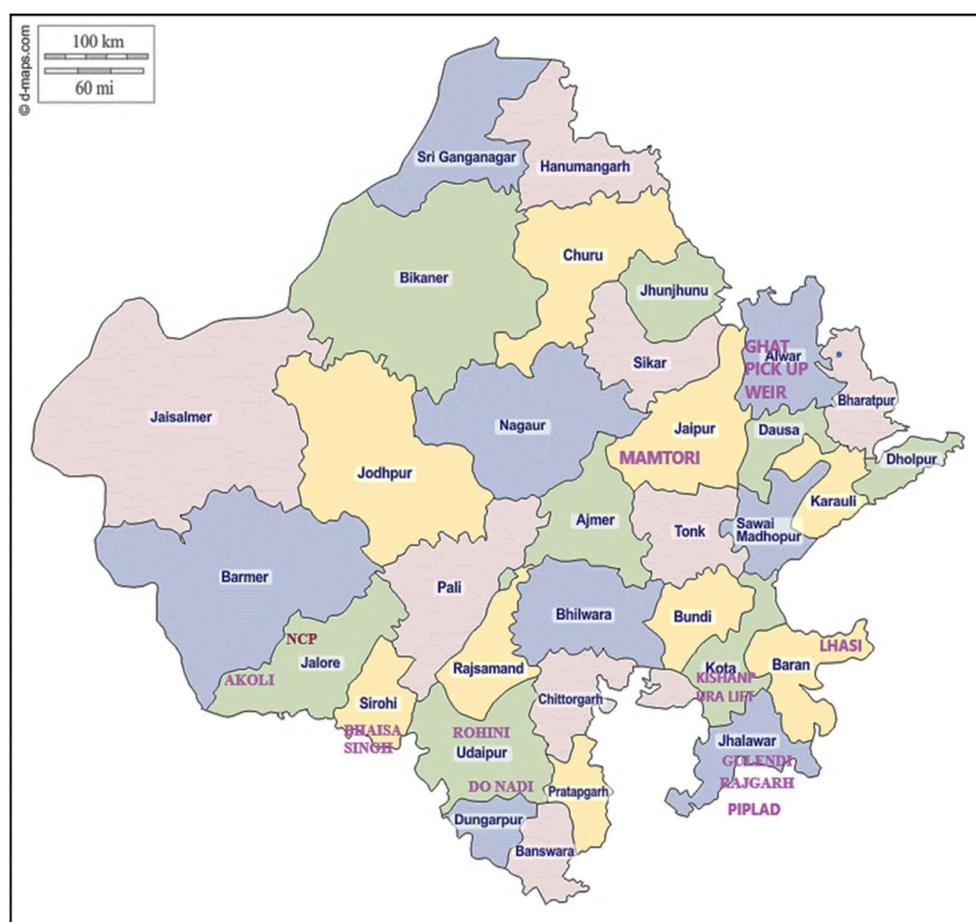 © d-maps.com
100 km
60 mi
Sri Ganganagar
Hanumangarh
Churu
Bikaner
Jhunjhunu
GHAT
Alwar
PICK UP
WEIR
Sikar
Bharatpur
Jaisalmer
Nagaur
Jaipur
Dausa
MAMTORI
Dholpur
Jodhpur
Karauli
Ajmer
Tonk
Sawai
Madhopur
Barmer
Pali
Bhilwara
Bundi
NCP
Jalore
AKOLI
LHASI
Rajsamand
Kota
Baran
KISHANP
URA LIFT
Sirohi
Chittorgarh
DHAISA
SINGH
ROHINI
Udaipur
Jhalawar
GULENDI
RAJGARH
PIPLAD
DO NADI
Pratapgarh
Dungarpur
Banswara